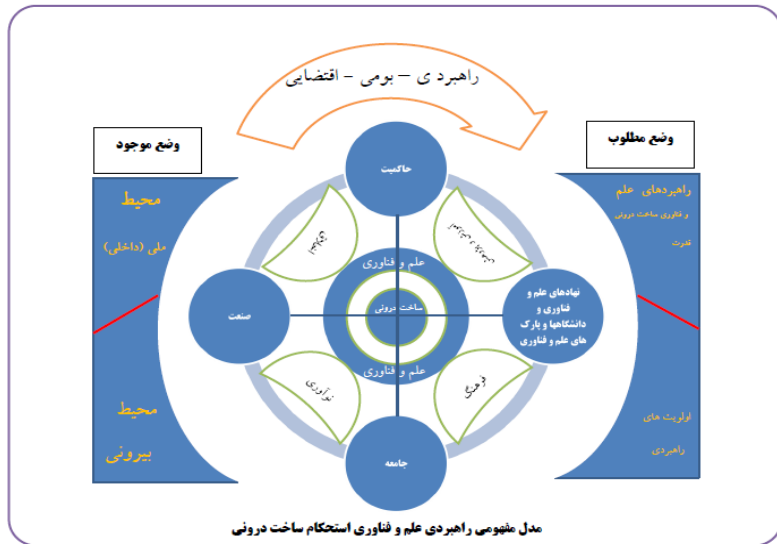 راهبرد ی – بومی - اقتضایی
وضع موجود
وضع مطلوب
حاکمیت
محیط
ملی (داخلی)
راهبردهای علم
و فناوری ساخت درونی
قدرت
آموزش و پژوهش
علم و فناوری
ساخت درونی
صنعت
نهادهای علم و
فناوری و
دانشگاهها و پارک
های علم و فناوری
علم و فناوری
نوآوری
فرهنگ
محیط
بیرونی
اولویت های
راهبردی
جامعه
مدل مفهومی راهبردی علم و فناوری استحکام ساخت درونی